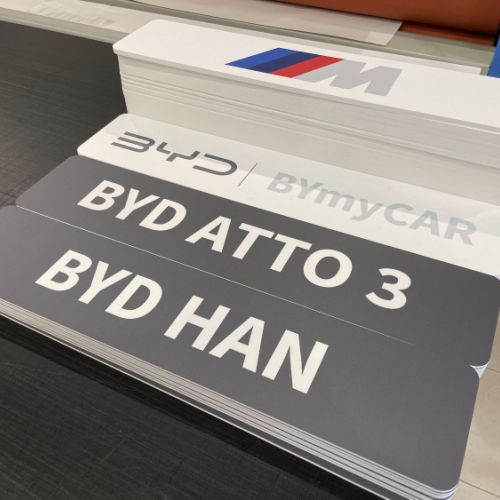 M
BYD | BYmyCAR
BYD ATTO 3
BYD HAN